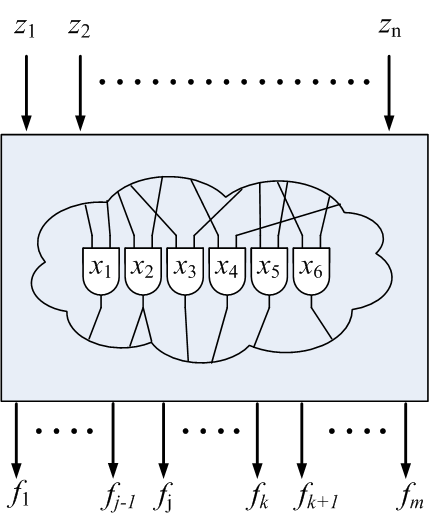 z1 z2 zn
x1 x2 x3 x4 x5 x6
f1 fj-1 fj fk fk+1 fm